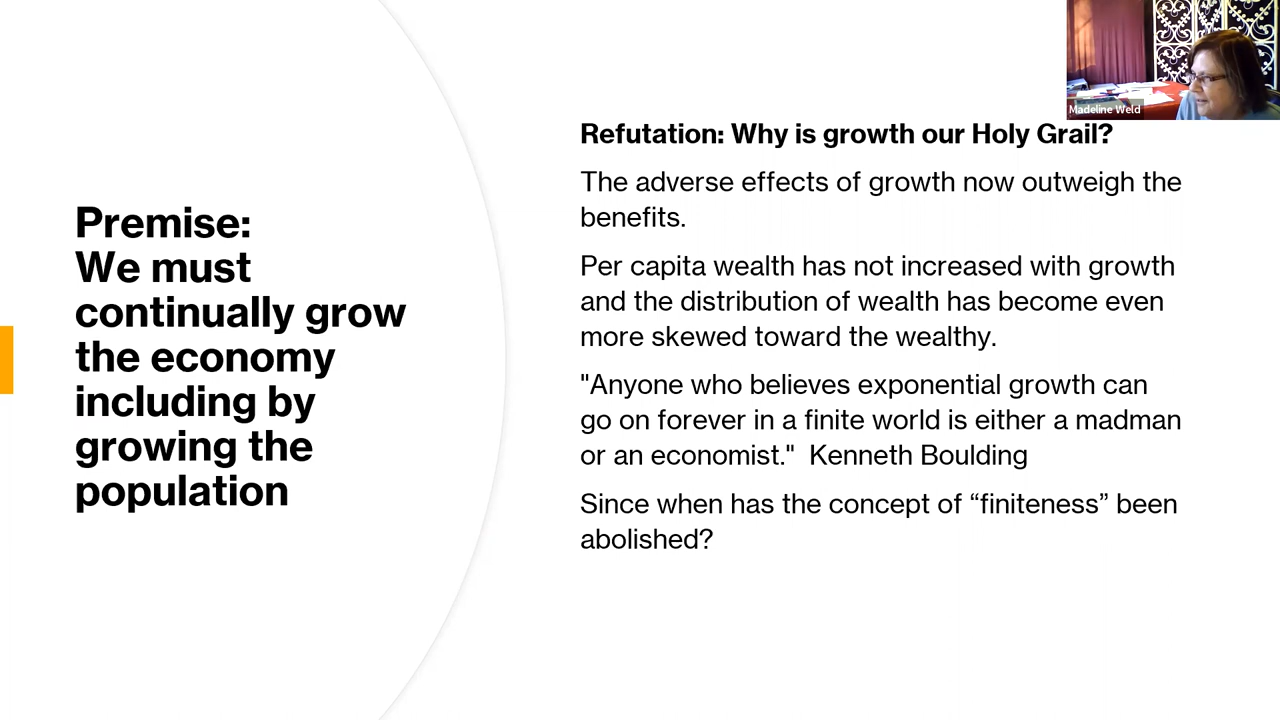 Madeline Weld
Premise:
We must
continually grow
the economy
including by
growing the
population
Refutation: Why is growth our Holy Grail?
The adverse effects of growth now outweigh the
benefits.
Per capita wealth has not increased with growth
and the distribution of wealth has become even
more skewed toward the wealthy.
"Anyone who believes exponential growth can
go on forever in a finite world is either a madman
or an economist."  Kenneth Boulding
Since when has the concept of “finiteness” been
abolished?